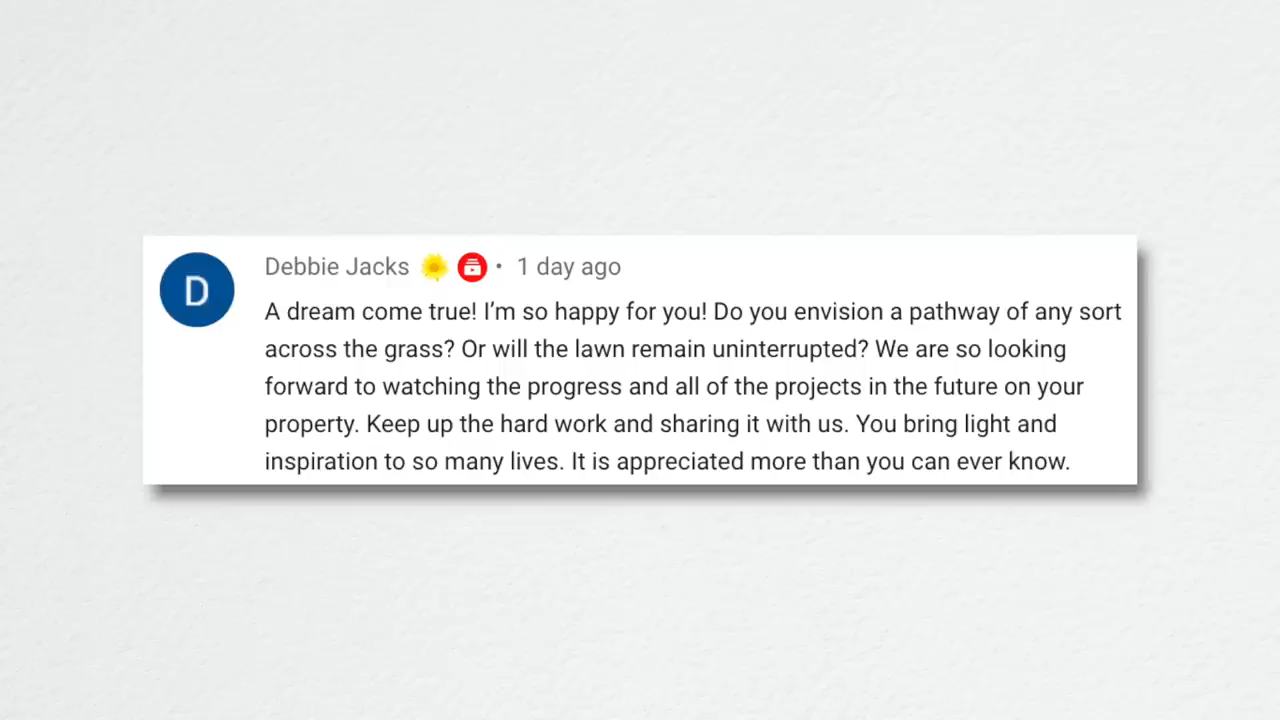 D
Debbie Jacks • 1 day ago
A dream come true! I’m so happy for you! Do you envision a pathway of any sort
across the grass? Or will the lawn remain uninterrupted? We are so looking
forward to watching the progress and all of the projects in the future on your
property. Keep up the hard work and sharing it with us. You bring light and
inspiration to so many lives. It is appreciated more than you can ever know.